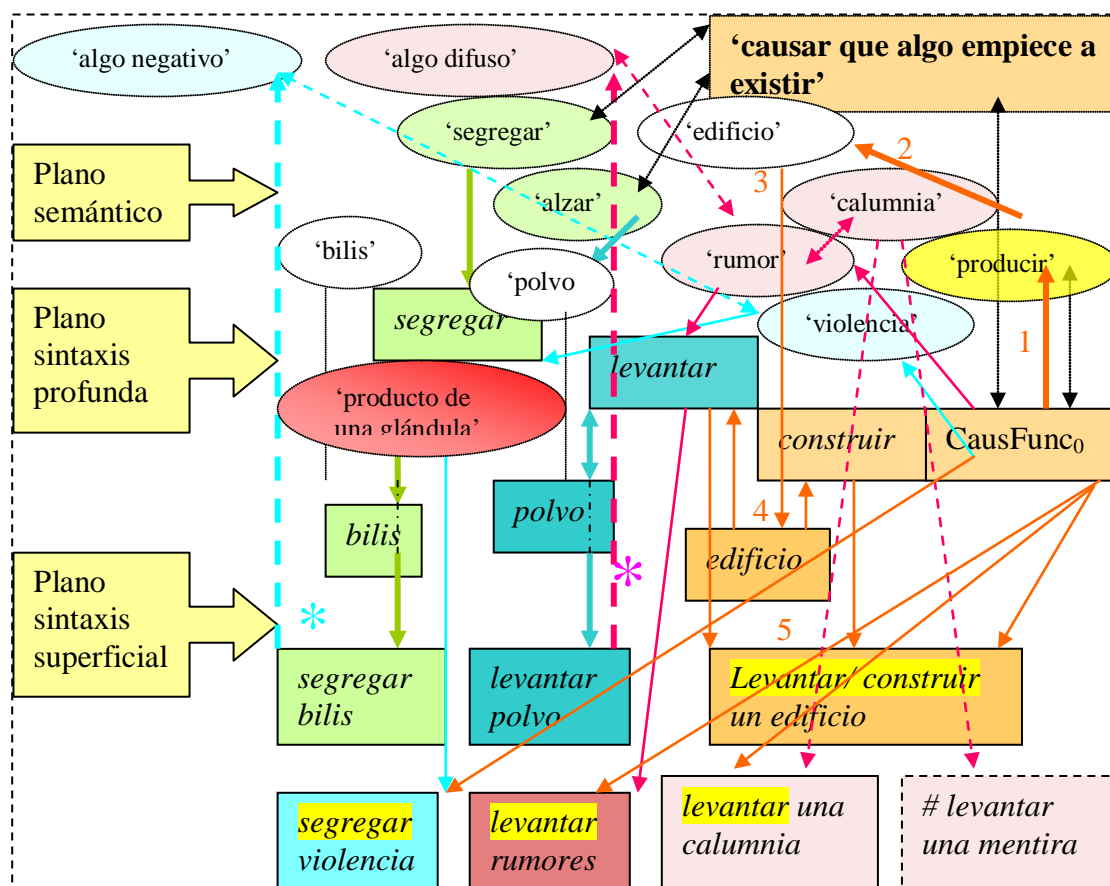 ‘algo negativo’
‘algo difuso’
‘causar que algo empiece a
existir’
‘segregar’
‘edificio’
2
Plano
semántico
3
‘alzar’
‘calumnia’
‘bilis’
‘rumor’
‘producir’
‘polvo
segregar
‘violencia’
Plano
sintaxis
profunda
1
levantar
‘producto de
una glándula’
construir
CausFunc₀
polvo
4
bilis
edificio
*
*
Plano
sintaxis
superficial
5
segregar
bilis
levantar
polvo
Levantar/ construir
un edificio
segregar
violencia
levantar
rumores
levantar una
calumnia
# levantar
una mentira